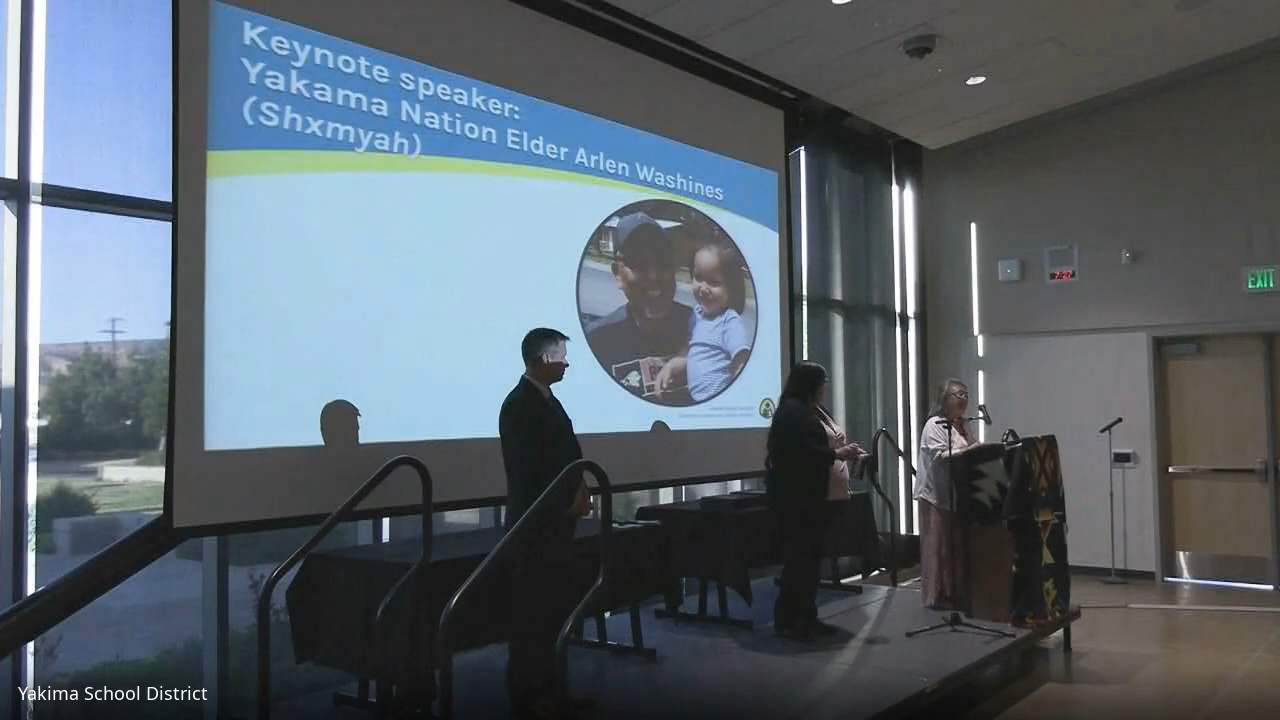 Keynote speaker:
Yakama Nation Elder Arlen Washines
(Shxmyah)
EXIT
Yakima School District